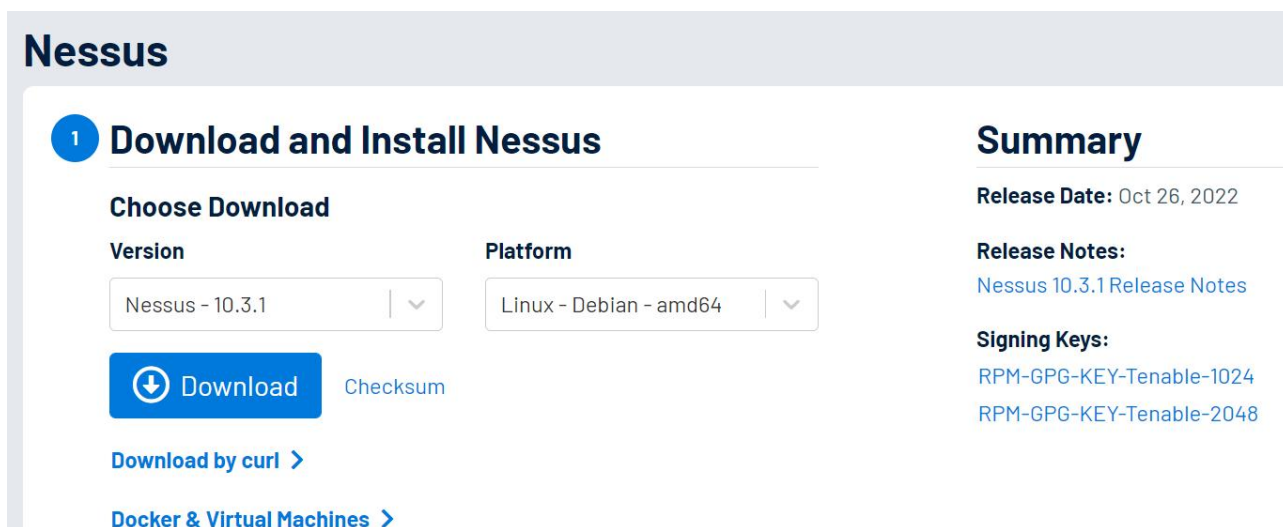 Nessus
1
Download and Install Nessus
Choose Download
Version
Platform
Nessus - 10.3.1
Linux - Debian - amd64
Download
Checksum
Download by curl
Docker & Virtual Machines
Summary
Release Date: Oct 26, 2022
Release Notes:
Nessus 10.3.1 Release Notes
Signing Keys:
RPM-GPG-KEY-Tenable-1024
RPM-GPG-KEY-Tenable-2048